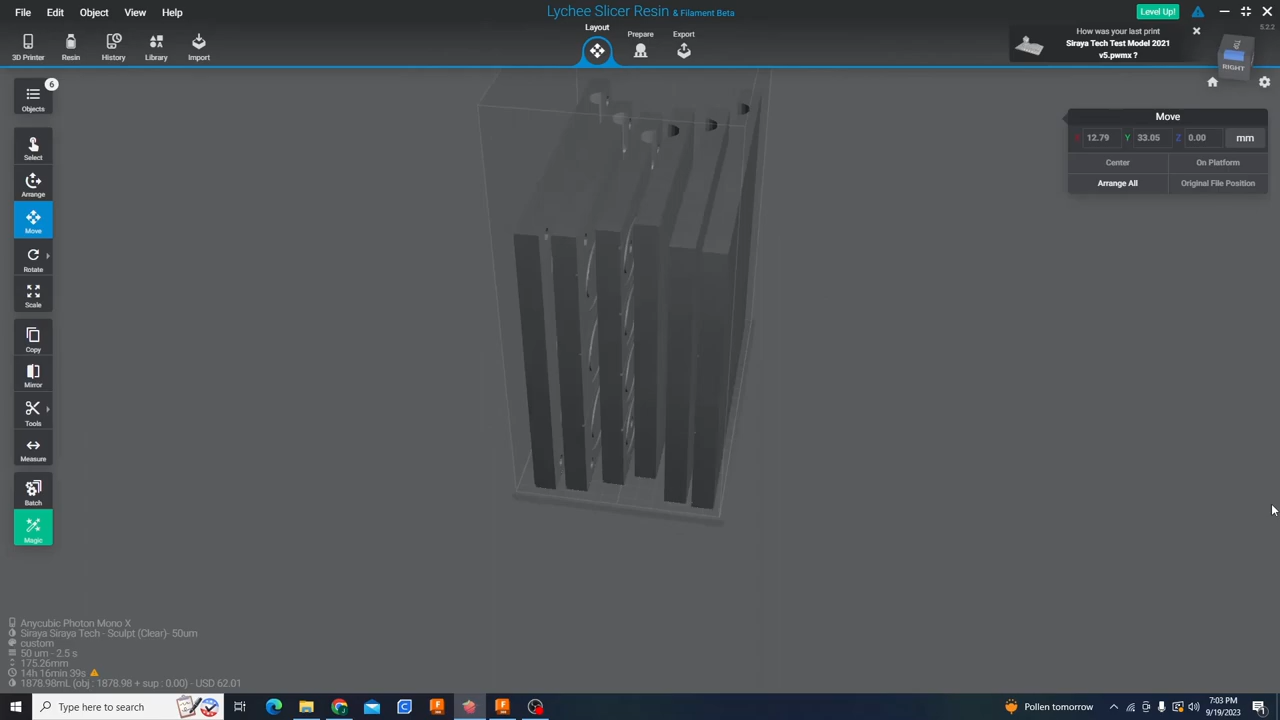 File Edit Object View Help
Lychee Slicer Resin & Filament Beta
Level Up!
5.2.2
3D Printer Resin History Library Import
Layout Prepare Export
How was your last print
Siraya Tech Test Model 2021
v5.pwmx ?
TOP
RIGHT
6
Objects
Select
Arrange
Move
Rotate
Scale
Copy
Mirror
Tools
Measure
Batch
Magic
Move
X 12.79 Y 33.05 Z 0.00 mm
Center On Platform
Arrange All Original File Position
Anycubic Photon Mono X
Siraya Siraya Tech - Sculpt (Clear)- 50um
custom
50 um - 2.5 s
175.26mm
14h 16min 39s
1878.98mL (obj : 1878.98 + sup : 0.00) - USD 62.01
Type here to search
Pollen tomorrow
7:03 PM
9/19/2023